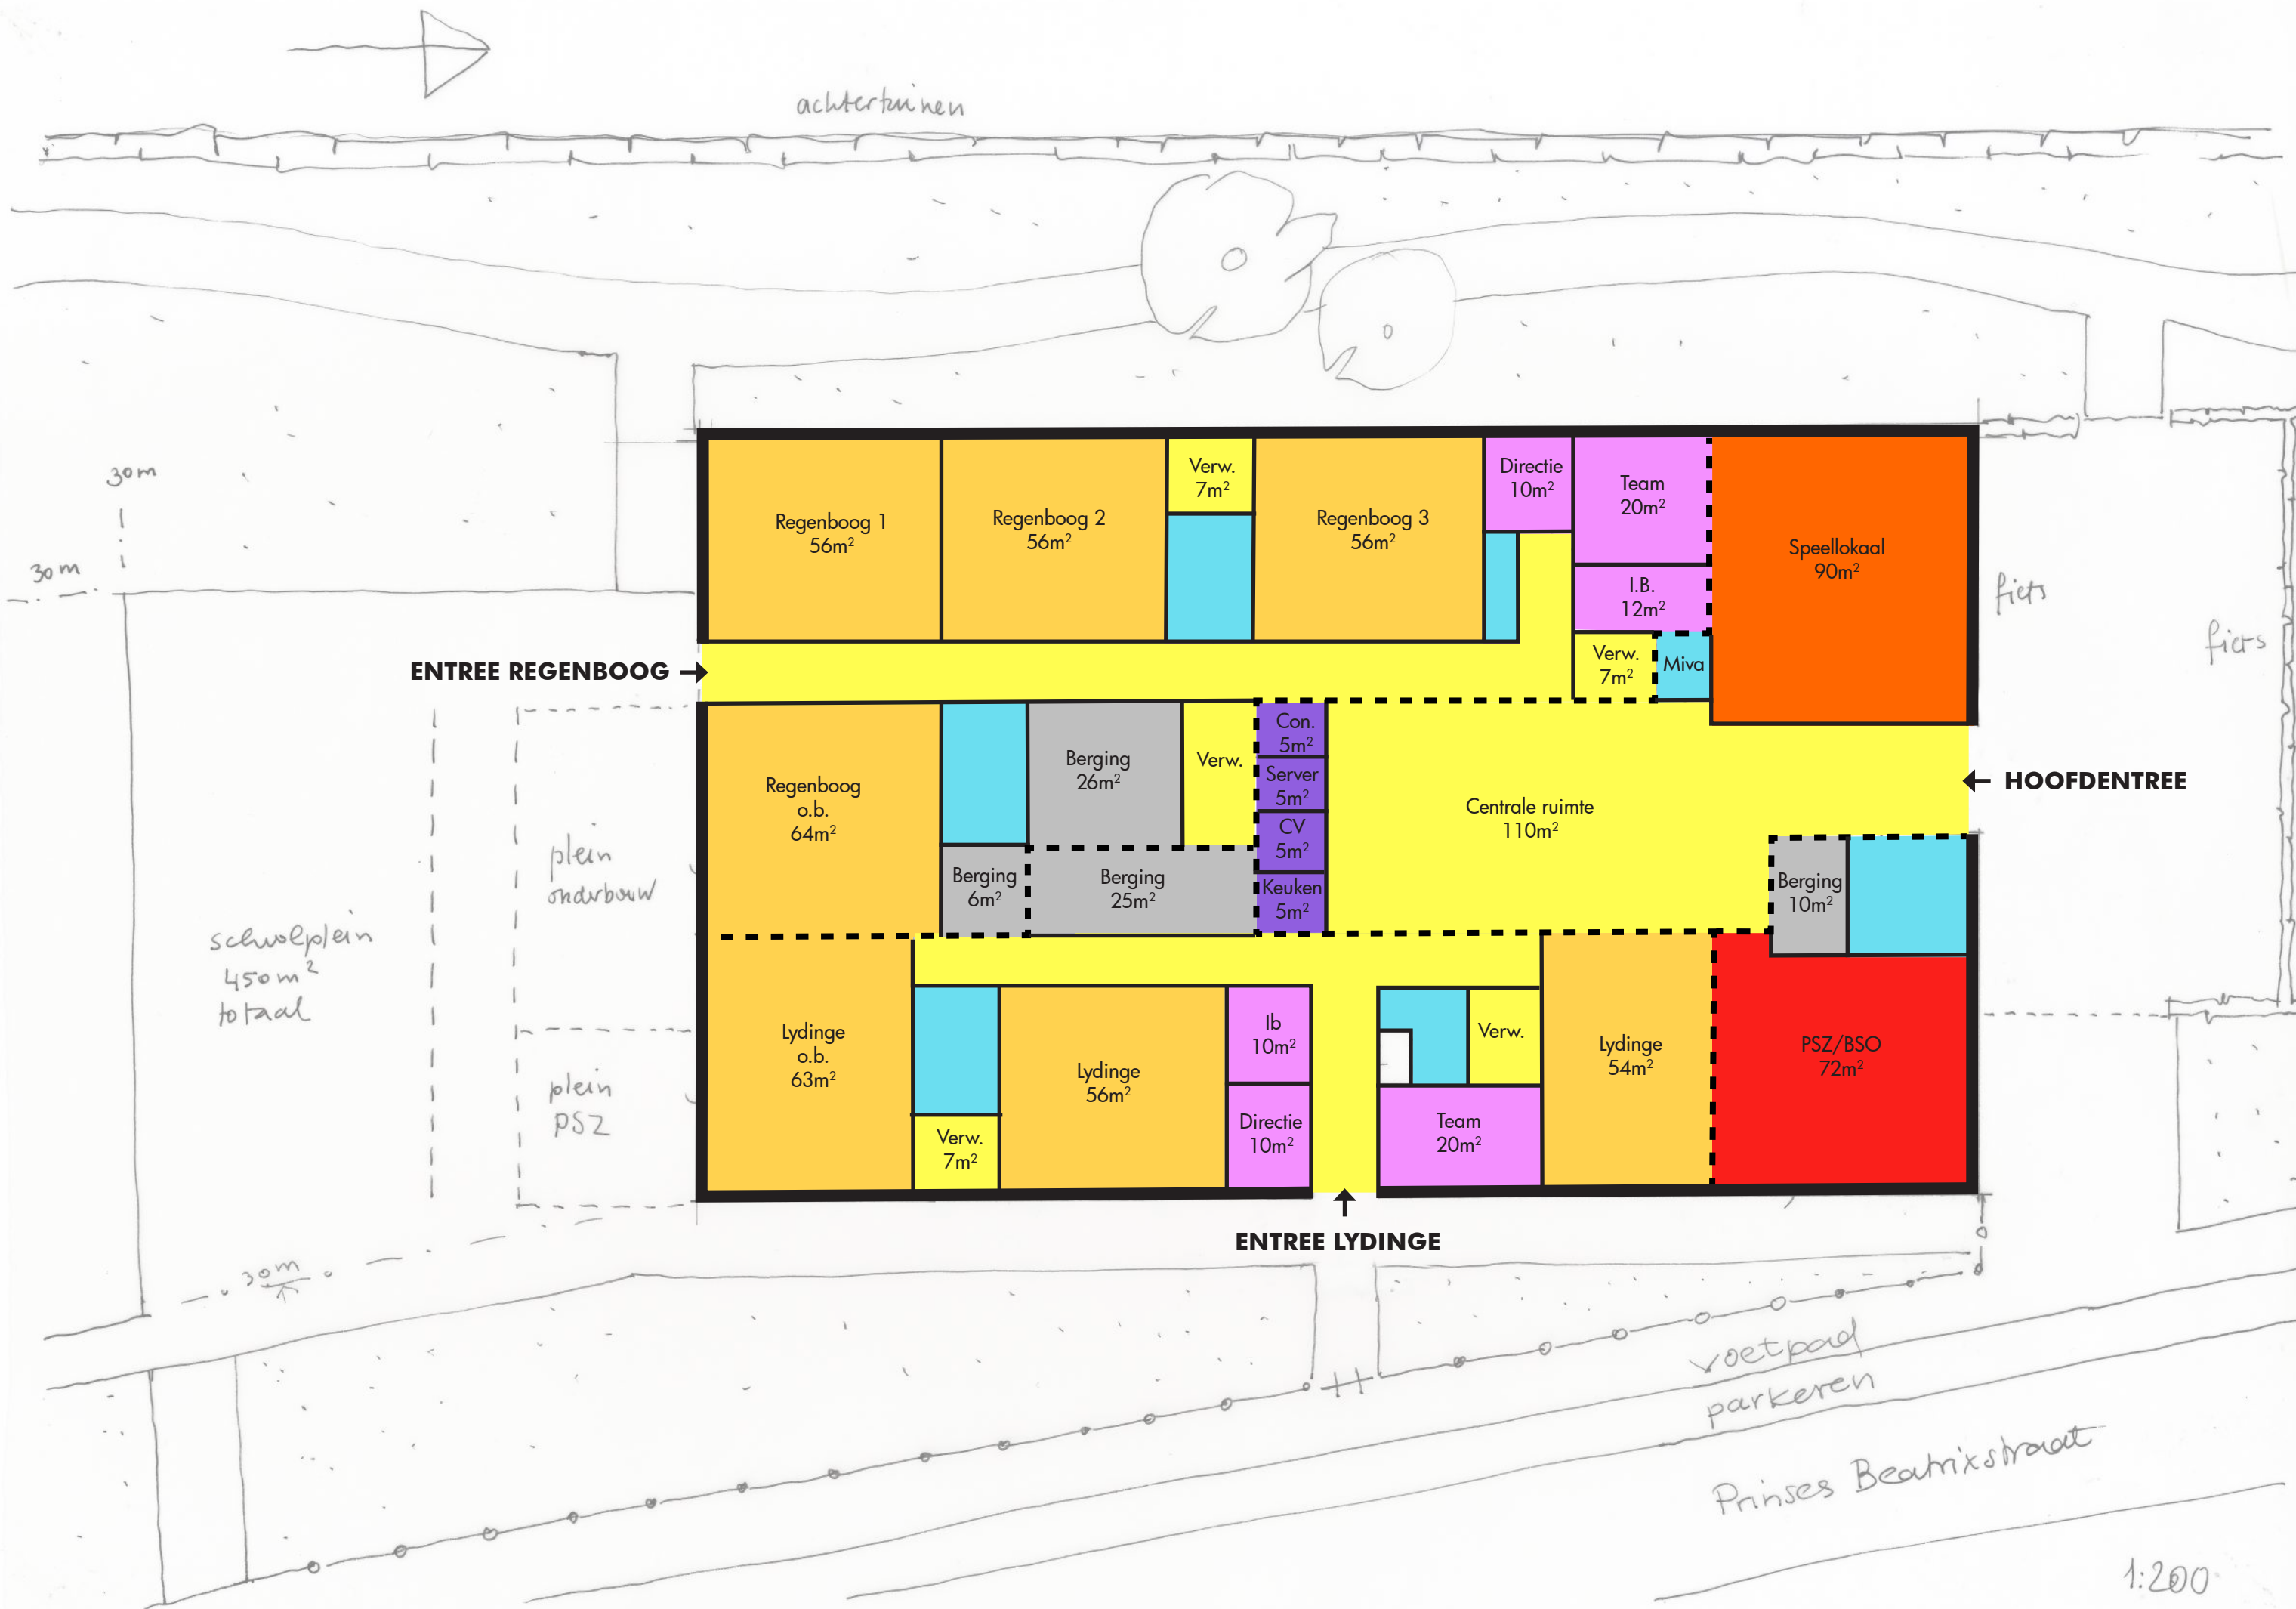 achtertuinen
30m
30m
Regenboog 1
56m²
Regenboog 2
56m²
Verw.
7m²
Regenboog 3
56m²
Directie
10m²
Team
20m²
I.B.
12m²
Verw.
7m²
Miva
Speellokaal
90m²
fiets
fiets
ENTREE REGENBOOG
Regenboog
o.b.
64m²
Berging
26m²
Verw.
Con.
5m²
Server
5m²
CV
5m²
Keuken
5m²
Centrale ruimte
110m²
HOOFDENTREE
Berging
6m²
Berging
25m²
Berging
10m²
plein
onderbouw
schoolplein
450m²
totaal
plein
PSZ
Lydinge
o.b.
63m²
Verw.
7m²
Lydinge
56m²
Ib
10m²
Directie
10m²
Verw.
Team
20m²
Lydinge
54m²
PSZ/BSO
72m²
ENTREE LYDINGE
30m
voetpad
parkeren
Prinses Beatrixstraat
1:200